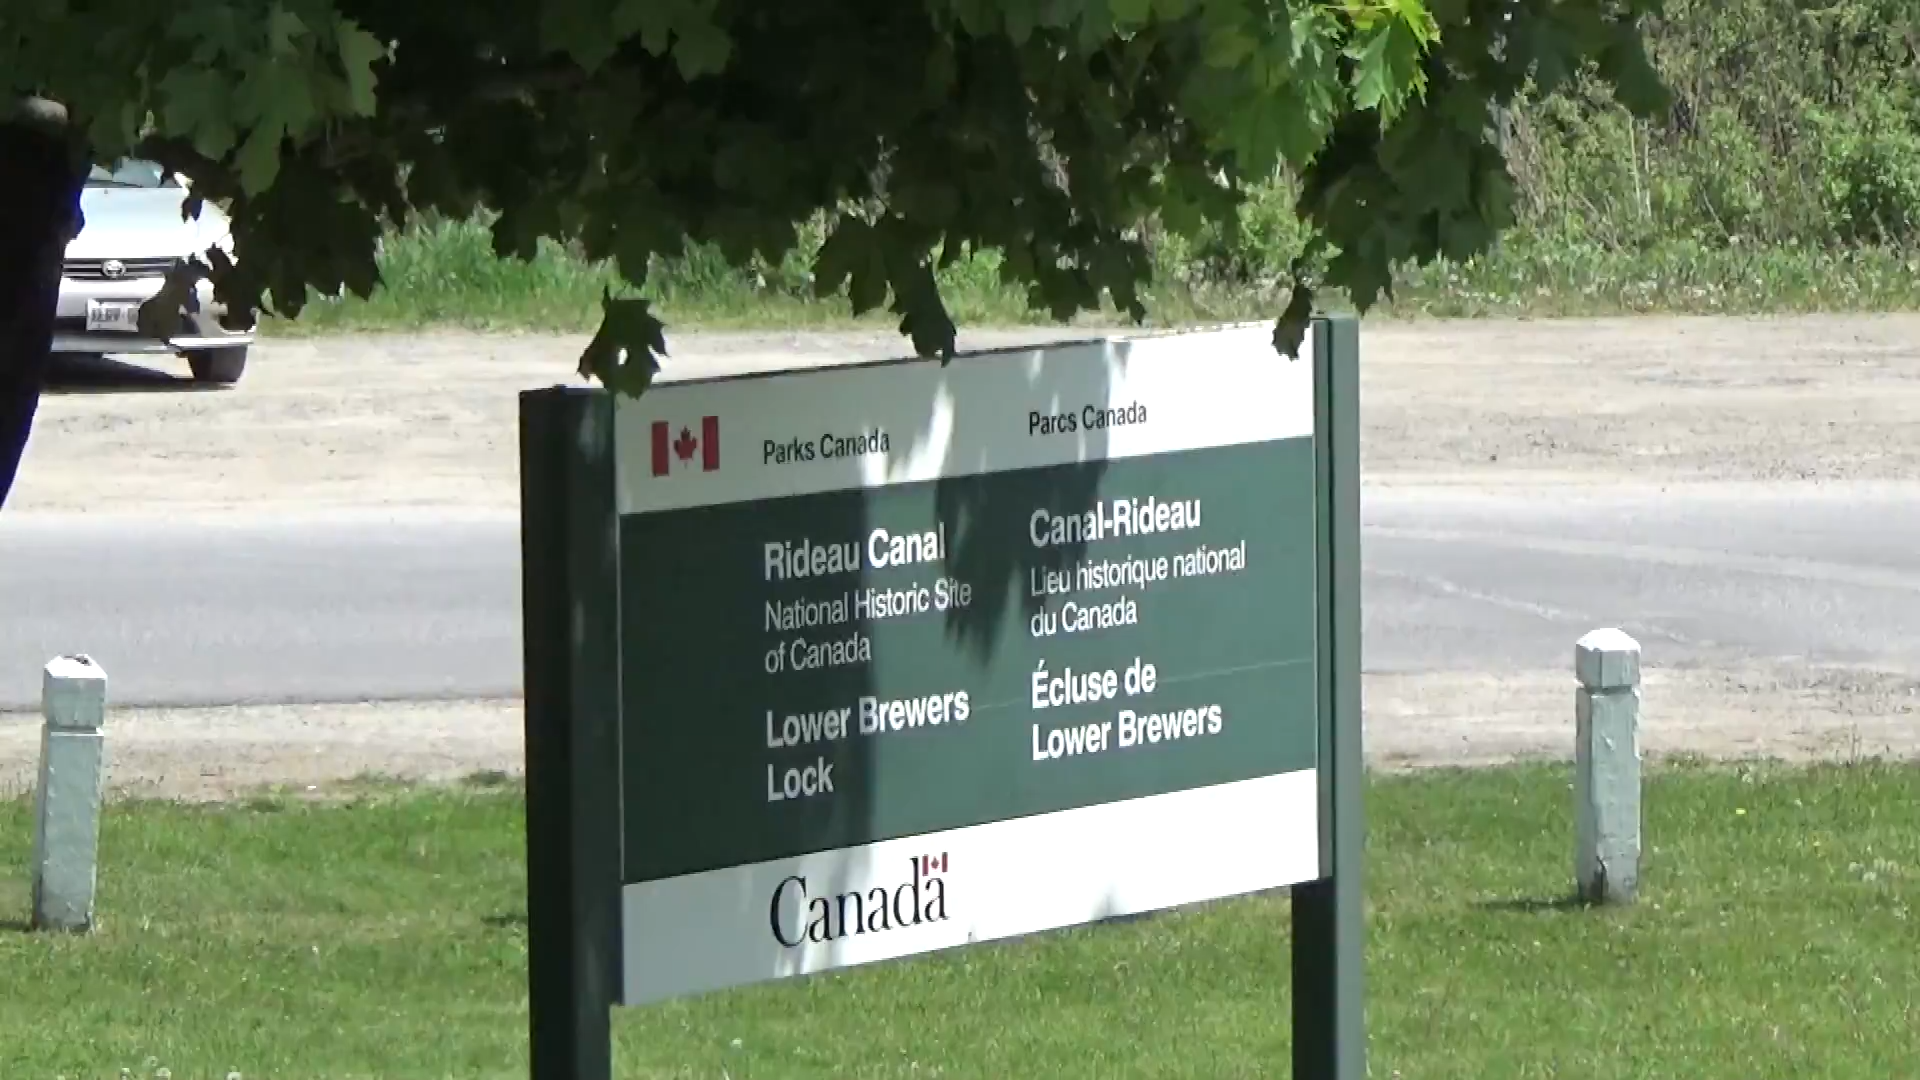 Parks Canada
Rideau Canal
National Historic Site
of Canada
Lower Brewers
Lock
Parcs Canada
Canal-Rideau
Lieu historique national
du Canada
Écluse de
Lower Brewers
Canada